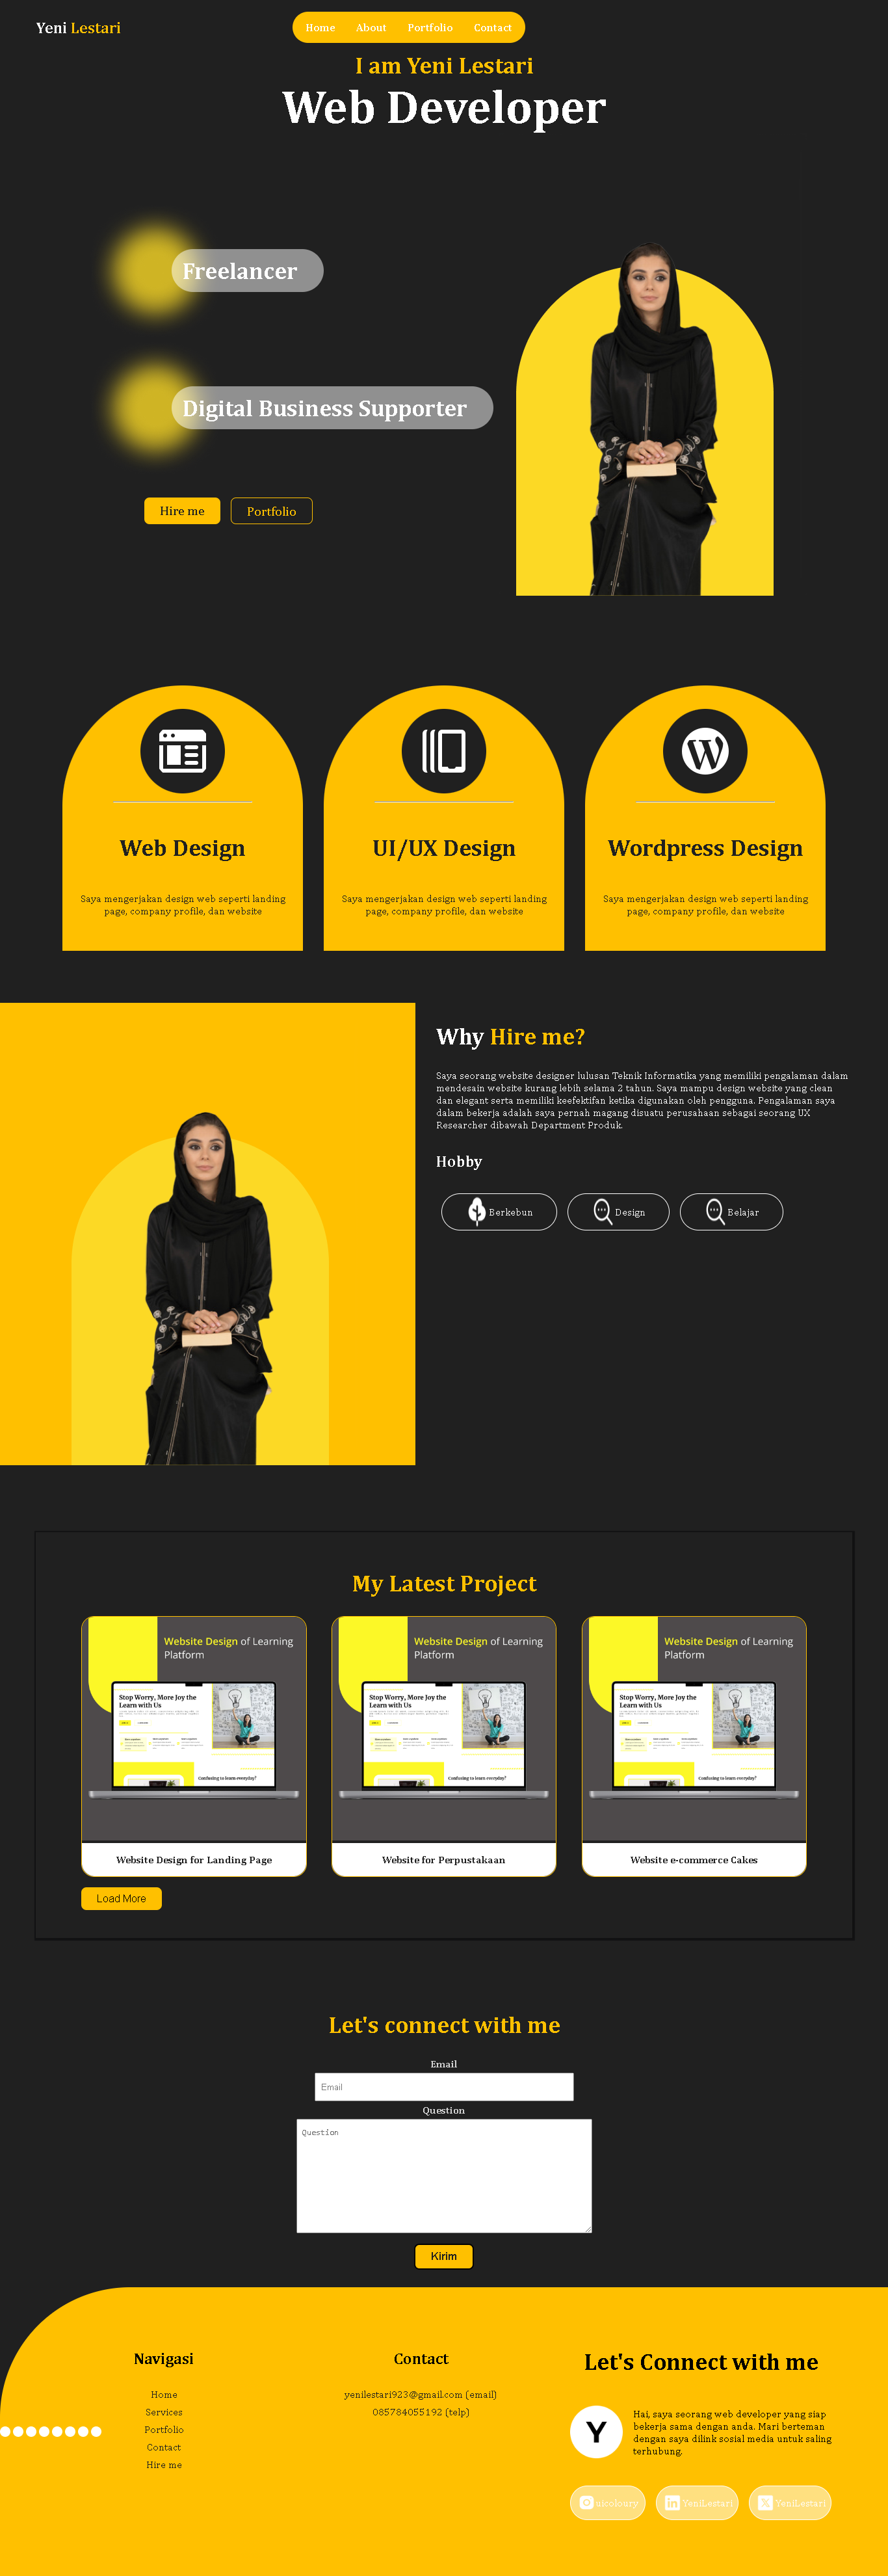 Yeni Lestari
Home About Portfolio Contact
I am Yeni Lestari
Web Developer
Freelancer
Digital Business Supporter
Hire me Portfolio
Web Design
Saya mengerjakan design web seperti landing
page, company profile, dan website
UI/UX Design
Saya mengerjakan design web seperti landing
page, company profile, dan website
Wordpress Design
Saya mengerjakan design web seperti landing
page, company profile, dan website
Why Hire me?
Saya seorang website designer lulusan Teknik Informatika yang memiliki pengalaman dalam
mendesain website kurang lebih selama 2 tahun. Saya mampu design website yang clean
dan elegant serta memiliki keefektifan ketika digunakan oleh pengguna. Pengalaman saya
dalam bekerja adalah saya pernah magang disuatu perusahaan sebagai seorang UX
Researcher dibawah Department Produk.
Hobby
Berkebun Design Belajar
My Latest Project
Website Design of Learning
Platform
Stop Worry, More Joy the
Learn with Us
Confusing to learn everyday?
Website Design for Landing Page
Website Design of Learning
Platform
Stop Worry, More Joy the
Learn with Us
Confusing to learn everyday?
Website for Perpustakaan
Website Design of Learning
Platform
Stop Worry, More Joy the
Learn with Us
Confusing to learn everyday?
Website e-commerce Cakes
Load More
Let's connect with me
Email
Email
Question
Question
Kirim
Navigasi
Home
Services
Portfolio
Contact
Hire me
Contact
yenilestari923@gmail.com (email)
085784055192 (telp)
Let's Connect with me
Y
Hai, saya seorang web developer yang siap
bekerja sama dengan anda. Mari berteman
dengan saya dilink sosial media untuk saling
terhubung.
YeniLestari YeniLestari